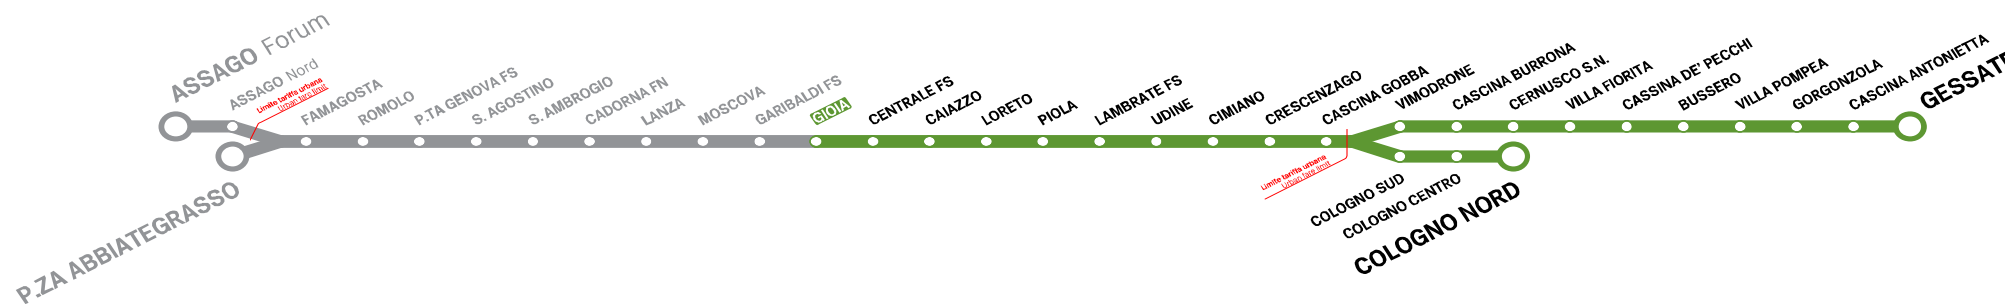 ASSAGO Forum
ASSAGO Nord
Limite tariffa urbana
Urban fare limit
P.ZA ABBIATEGRASSO
FAMAGOSTA
ROMOLO
P.TA GENOVA FS
S. AGOSTINO
S. AMBROGIO
CADORNA FN
LANZA
MOSCOVA
GARIBALDI FS
GIOIA
CENTRALE FS
CAIAZZO
LORETO
PIOLA
LAMBRATE FS
UDINE
CIMIANO
CRESCENZAGO
CASCINA GOBBA
Limite tariffa urbana
Urban fare limit
VIMODRONE
CASCINA BURRONA
CERNUSCO S.N.
VILLA FIORITA
CASSINA DE' PECCHI
BUSSERO
VILLA POMPEA
GORGONZOLA
CASCINA ANTONIETTA
COLOGNO SUD
COLOGNO CENTRO
COLOGNO NORD